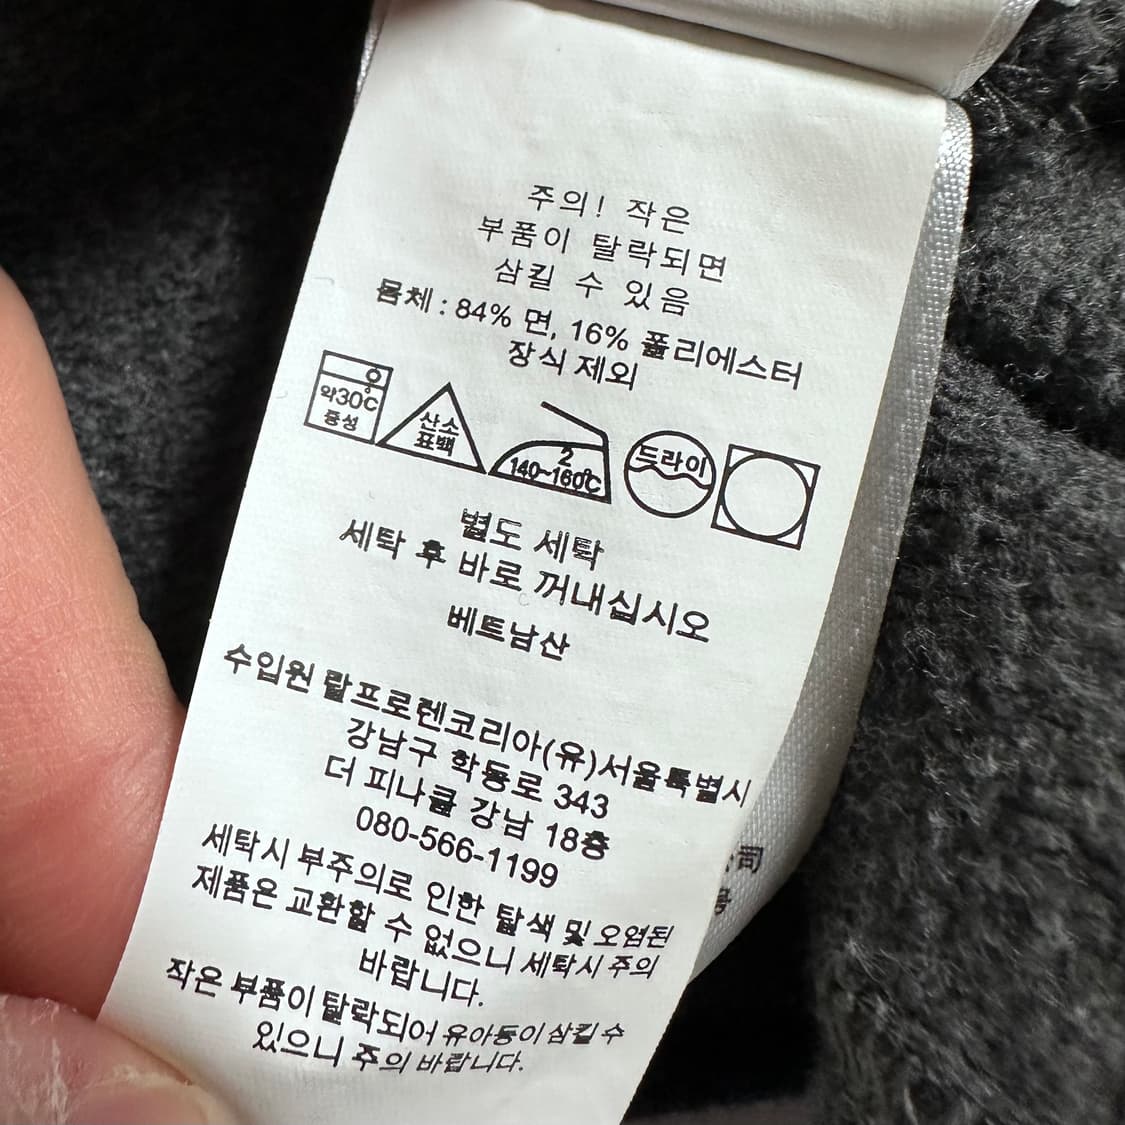 주의! 작은
부품이 탈락되면
삼킬 수 있음
몸체 : 84% 면, 16% 폴리에스터
장식 제외
약30℃
중성
산소
표백
2
140~160℃
드라이
별도 세탁
세탁 후 바로 꺼내십시오
베트남산
수입원 랄프로렌코리아(유)서울특별시
강남구 학동로 343
더 피나클 강남 18층
080-566-1199
세탁시 부주의로 인한 탈색 및 오염된
제품은 교환할 수 없으니 세탁시 주의
바랍니다.
작은 부품이 탈락되어 유아동이 삼킬 수
있으니 주의 바랍니다.
司